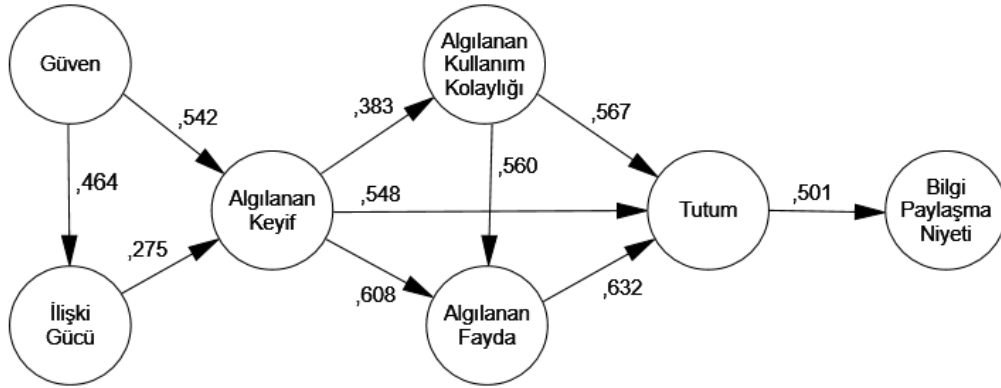 Güven
,542
,464
İlişki
Gücü
,275
Algılanan
Keyif
,383
,548
,608
Algılanan
Kullanım
Kolaylığı
,560
Algılanan
Fayda
,567
,632
Tutum
,501
Bilgi
Paylaşma
Niyeti